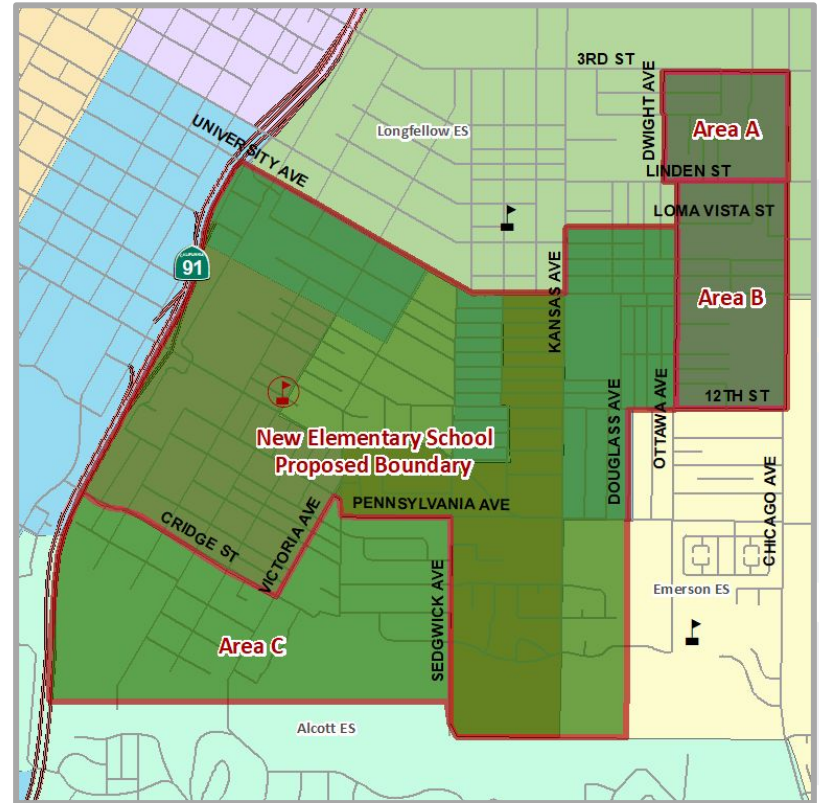 3RD ST
DWIGHT AVE
Area A
UNIVERSITY AVE
Longfellow ES
LINDEN ST
LOMA VISTA ST
CALIFORNIA
91
KANSAS AVE
Area B
12TH ST
New Elementary School
Proposed Boundary
DOUGLASS AVE
OTTAWA AVE
PENNSYLVANIA AVE
CHICAGO AVE
CRIDGE ST
VICTORIA AVE
SEDGWICK AVE
Emerson ES
Area C
Alcott ES